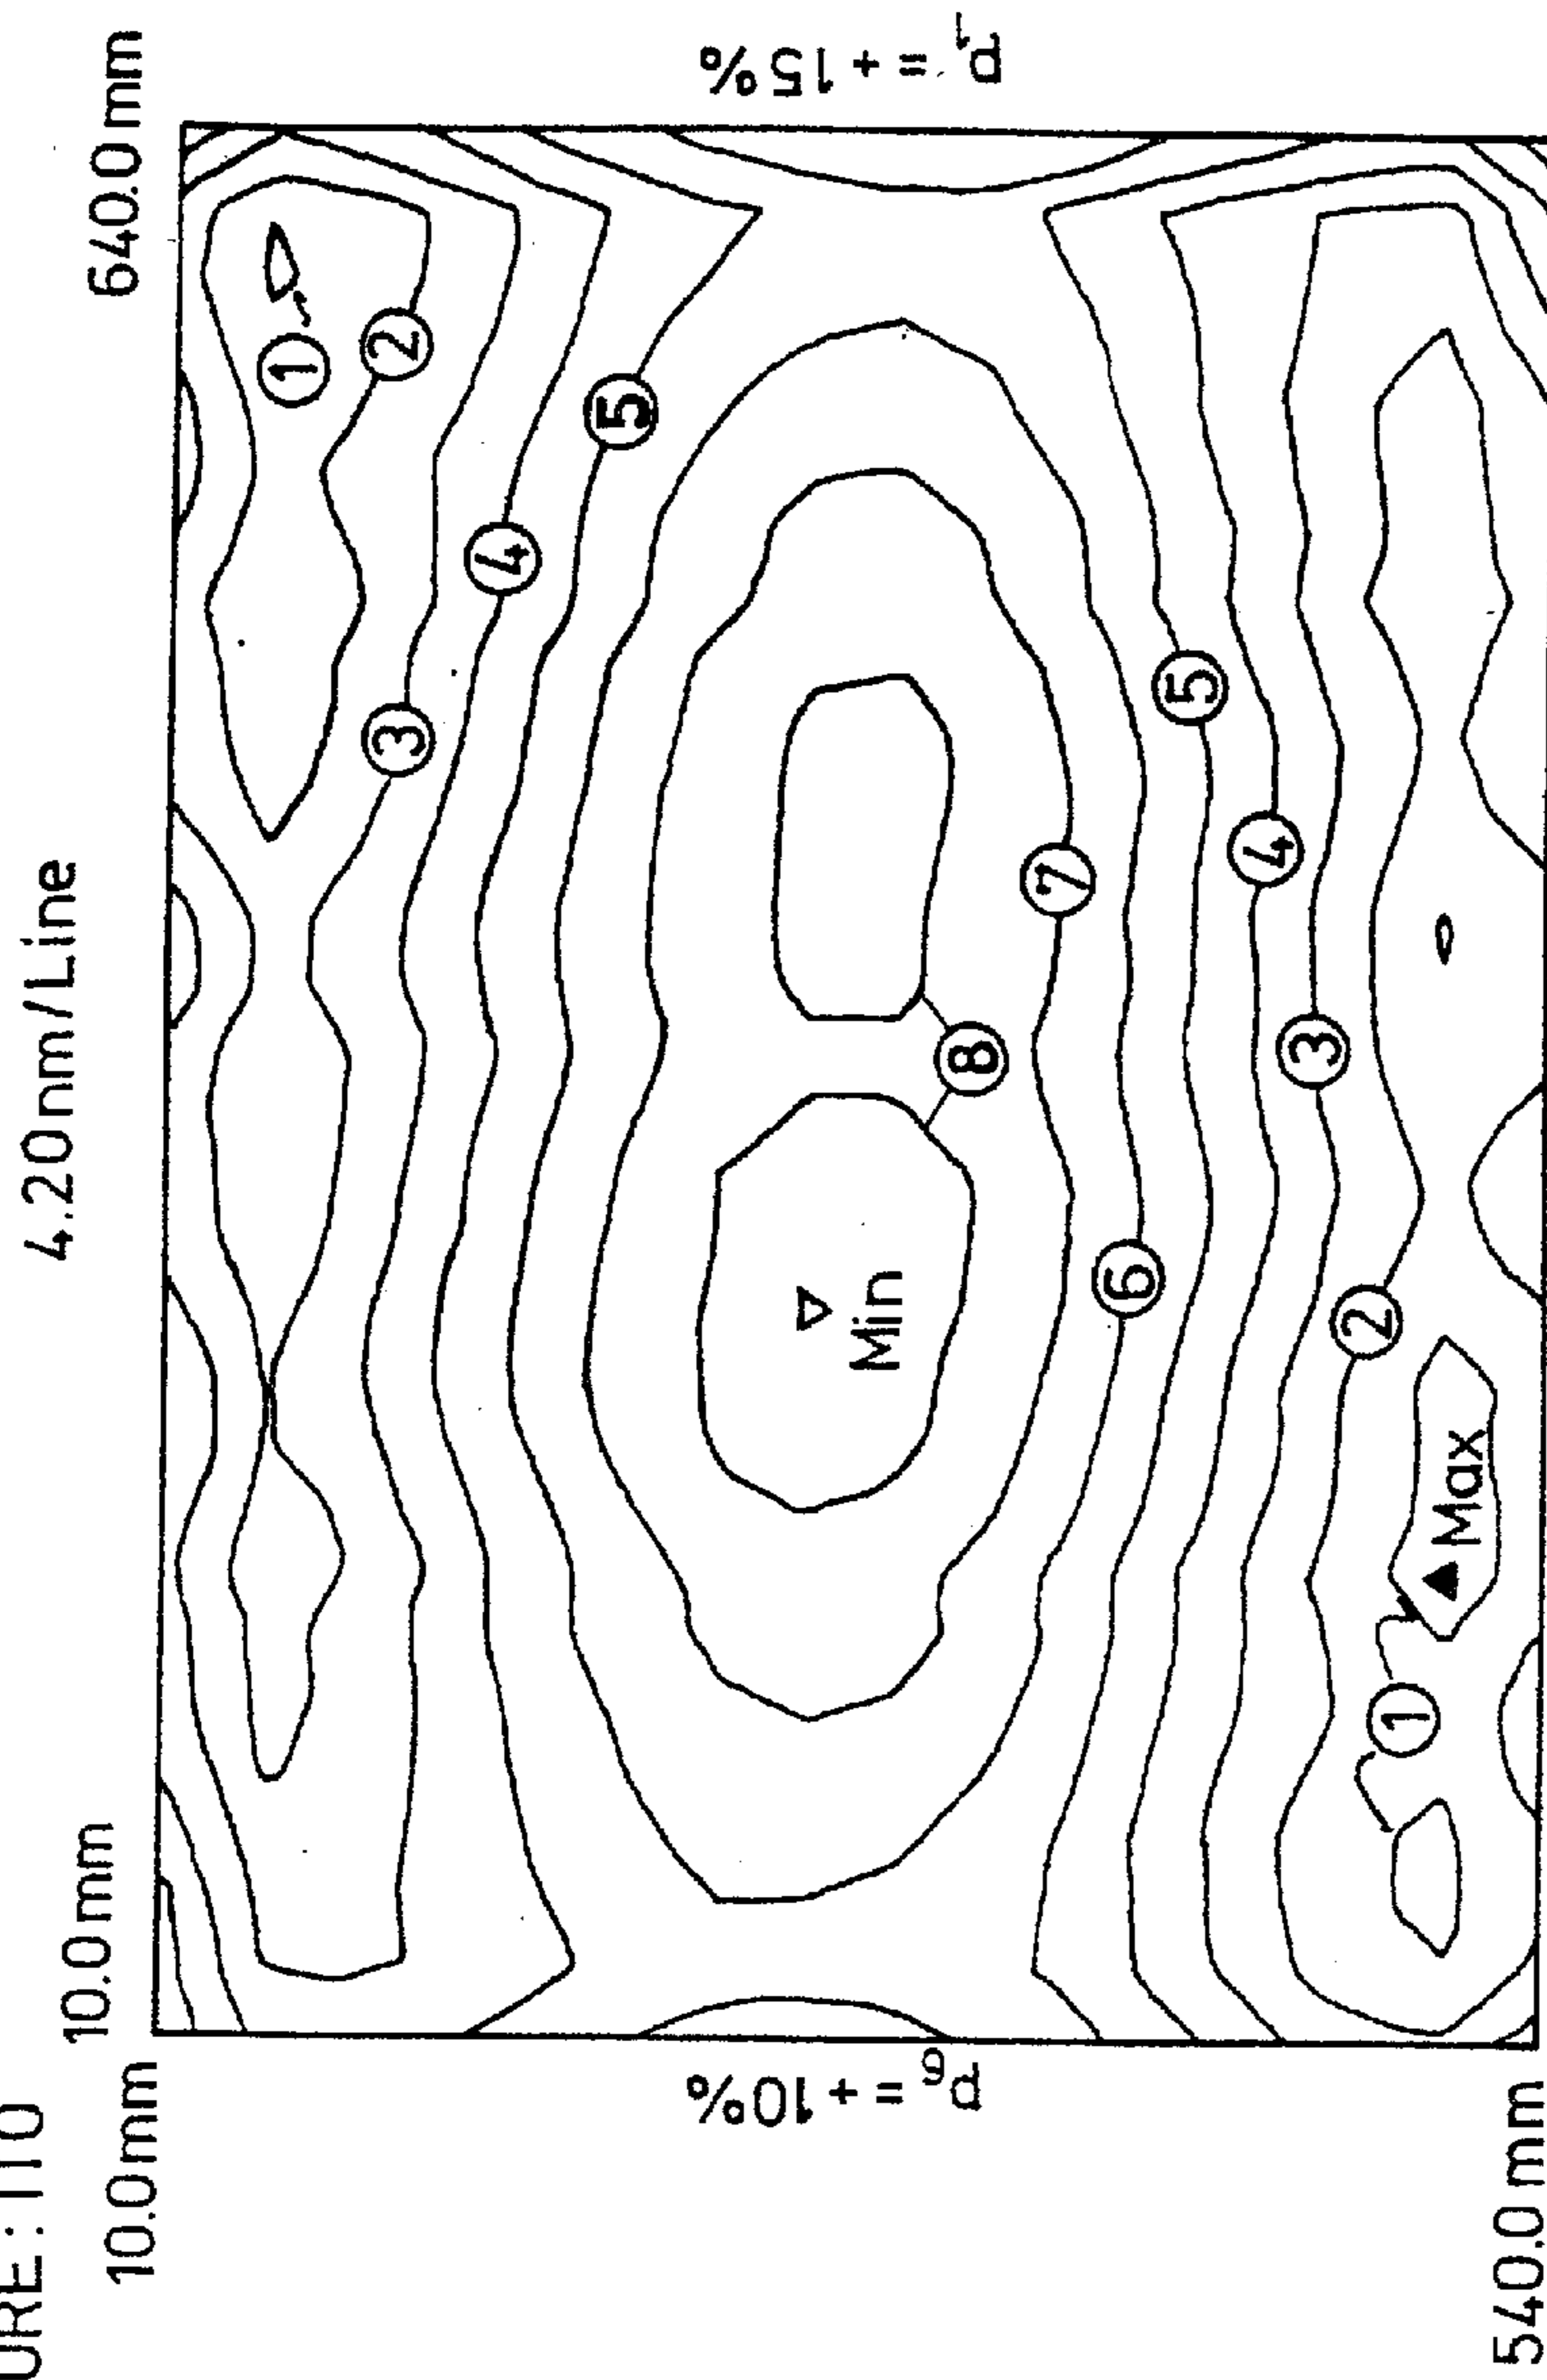 URE:ITO
4.20nm/Line
10.0mm
10.0mm
640.0mm
540.0mm
P6 = + 10%
P1 = + 15%
1
2
3
4
5
8
7
5
4
3
6
2
1
Min
Max